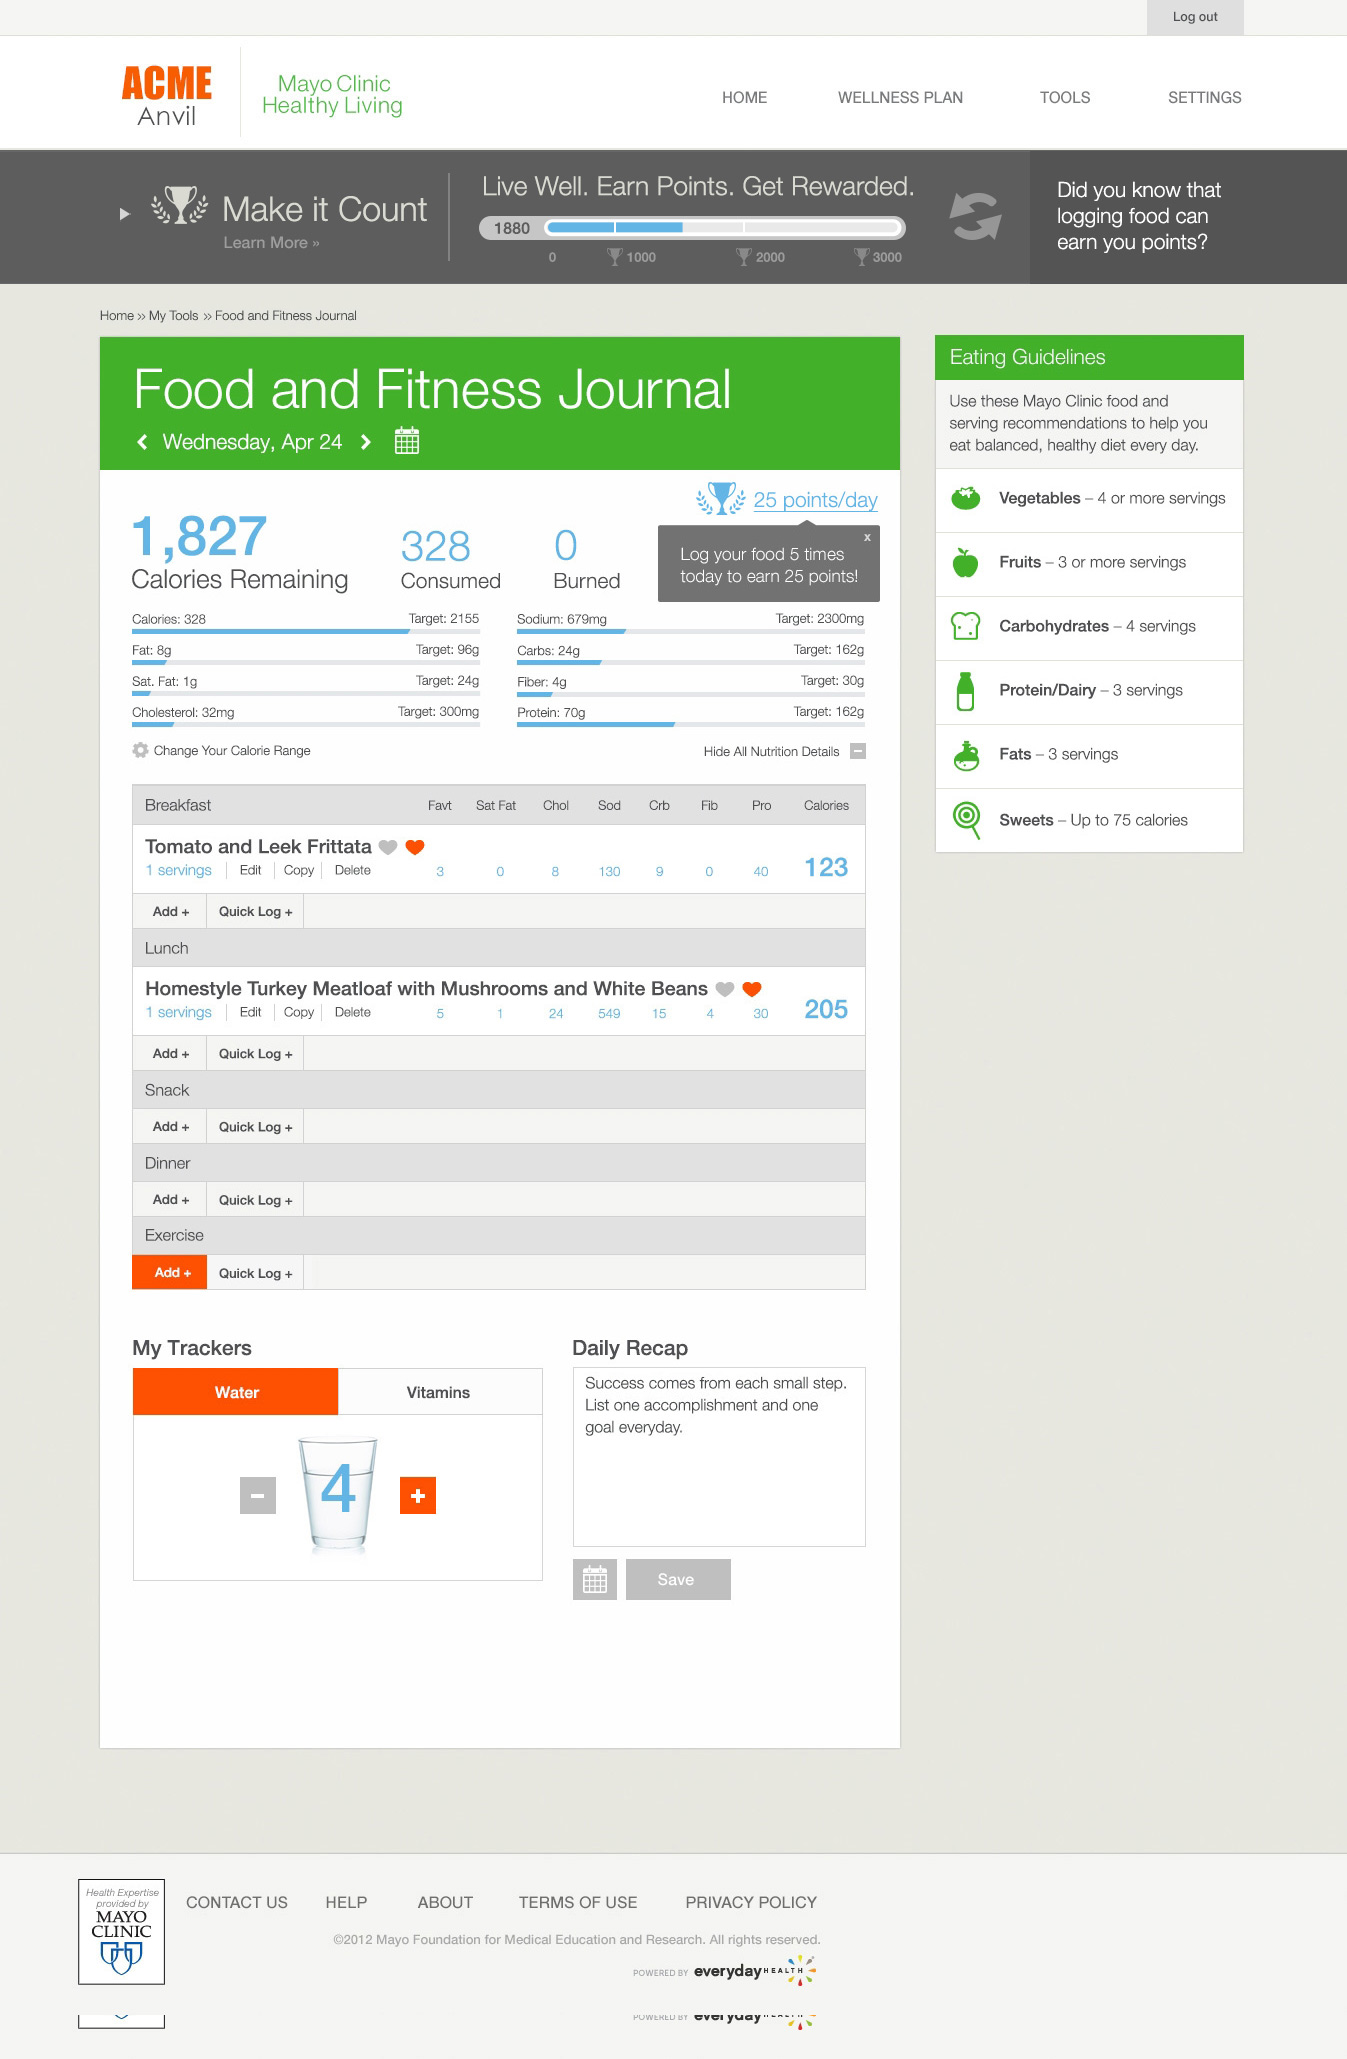 Log out
ACME
Anvil
Mayo Clinic
Healthy Living
HOME WELLNESS PLAN TOOLS SETTINGS
Make it Count
Learn More »
Live Well. Earn Points. Get Rewarded.
1880
0 1000 2000 3000
Did you know that
logging food can
earn you points?
Home » My Tools » Food and Fitness Journal
Food and Fitness Journal
Wednesday, Apr 24
25 points/day
x
Log your food 5 times
today to earn 25 points!
1,827
Calories Remaining
328
Consumed
0
Burned
Calories: 328 Target: 2155
Fat: 8g Target: 96g
Sat. Fat: 1g Target: 24g
Cholesterol: 32mg Target: 300mg
Sodium: 679mg Target: 2300mg
Carbs: 24g Target: 162g
Fiber: 4g Target: 30g
Protein: 70g Target: 162g
Change Your Calorie Range
Hide All Nutrition Details
Breakfast Favt Sat Fat Chol Sod Crb Fib Pro Calories
Tomato and Leek Frittata
1 servings Edit Copy Delete 3 0 8 130 9 0 40 123
Add + Quick Log +
Lunch
Homestyle Turkey Meatloaf with Mushrooms and White Beans
1 servings Edit Copy Delete 5 1 24 549 15 4 30 205
Add + Quick Log +
Snack
Add + Quick Log +
Dinner
Add + Quick Log +
Exercise
Add + Quick Log +
My Trackers
Water Vitamins
4
Daily Recap
Success comes from each small step.
List one accomplishment and one
goal everyday.
Save
Eating Guidelines
Use these Mayo Clinic food and
serving recommendations to help you
eat balanced, healthy diet every day.
Vegetables – 4 or more servings
Fruits – 3 or more servings
Carbohydrates – 4 servings
Protein/Dairy – 3 servings
Fats – 3 servings
Sweets – Up to 75 calories
Health Expertise
provided by
MAYO
CLINIC
CONTACT US HELP ABOUT TERMS OF USE PRIVACY POLICY
©2012 Mayo Foundation for Medical Education and Research. All rights reserved.
POWERED BY everyday HEALTH
POWERED BY everyday HEALTH